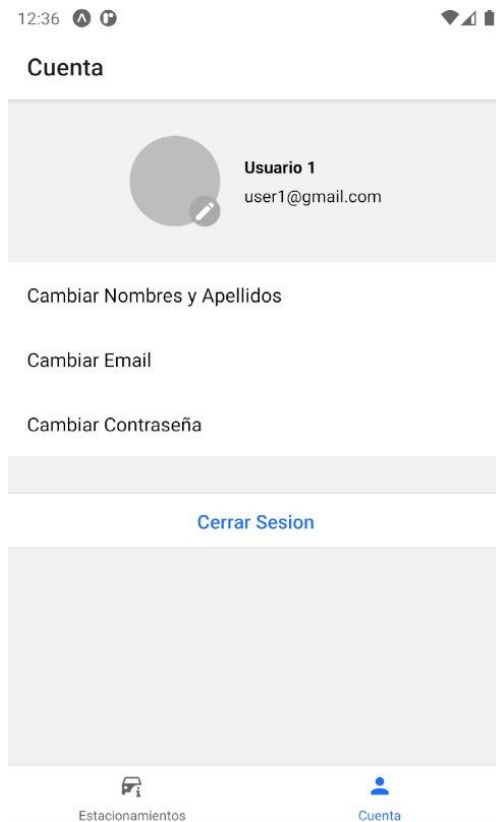 12:36
Cuenta
Usuario 1
user1@gmail.com
Cambiar Nombres y Apellidos
Cambiar Email
Cambiar Contraseña
Cerrar Sesion
Estacionamientos
Cuenta